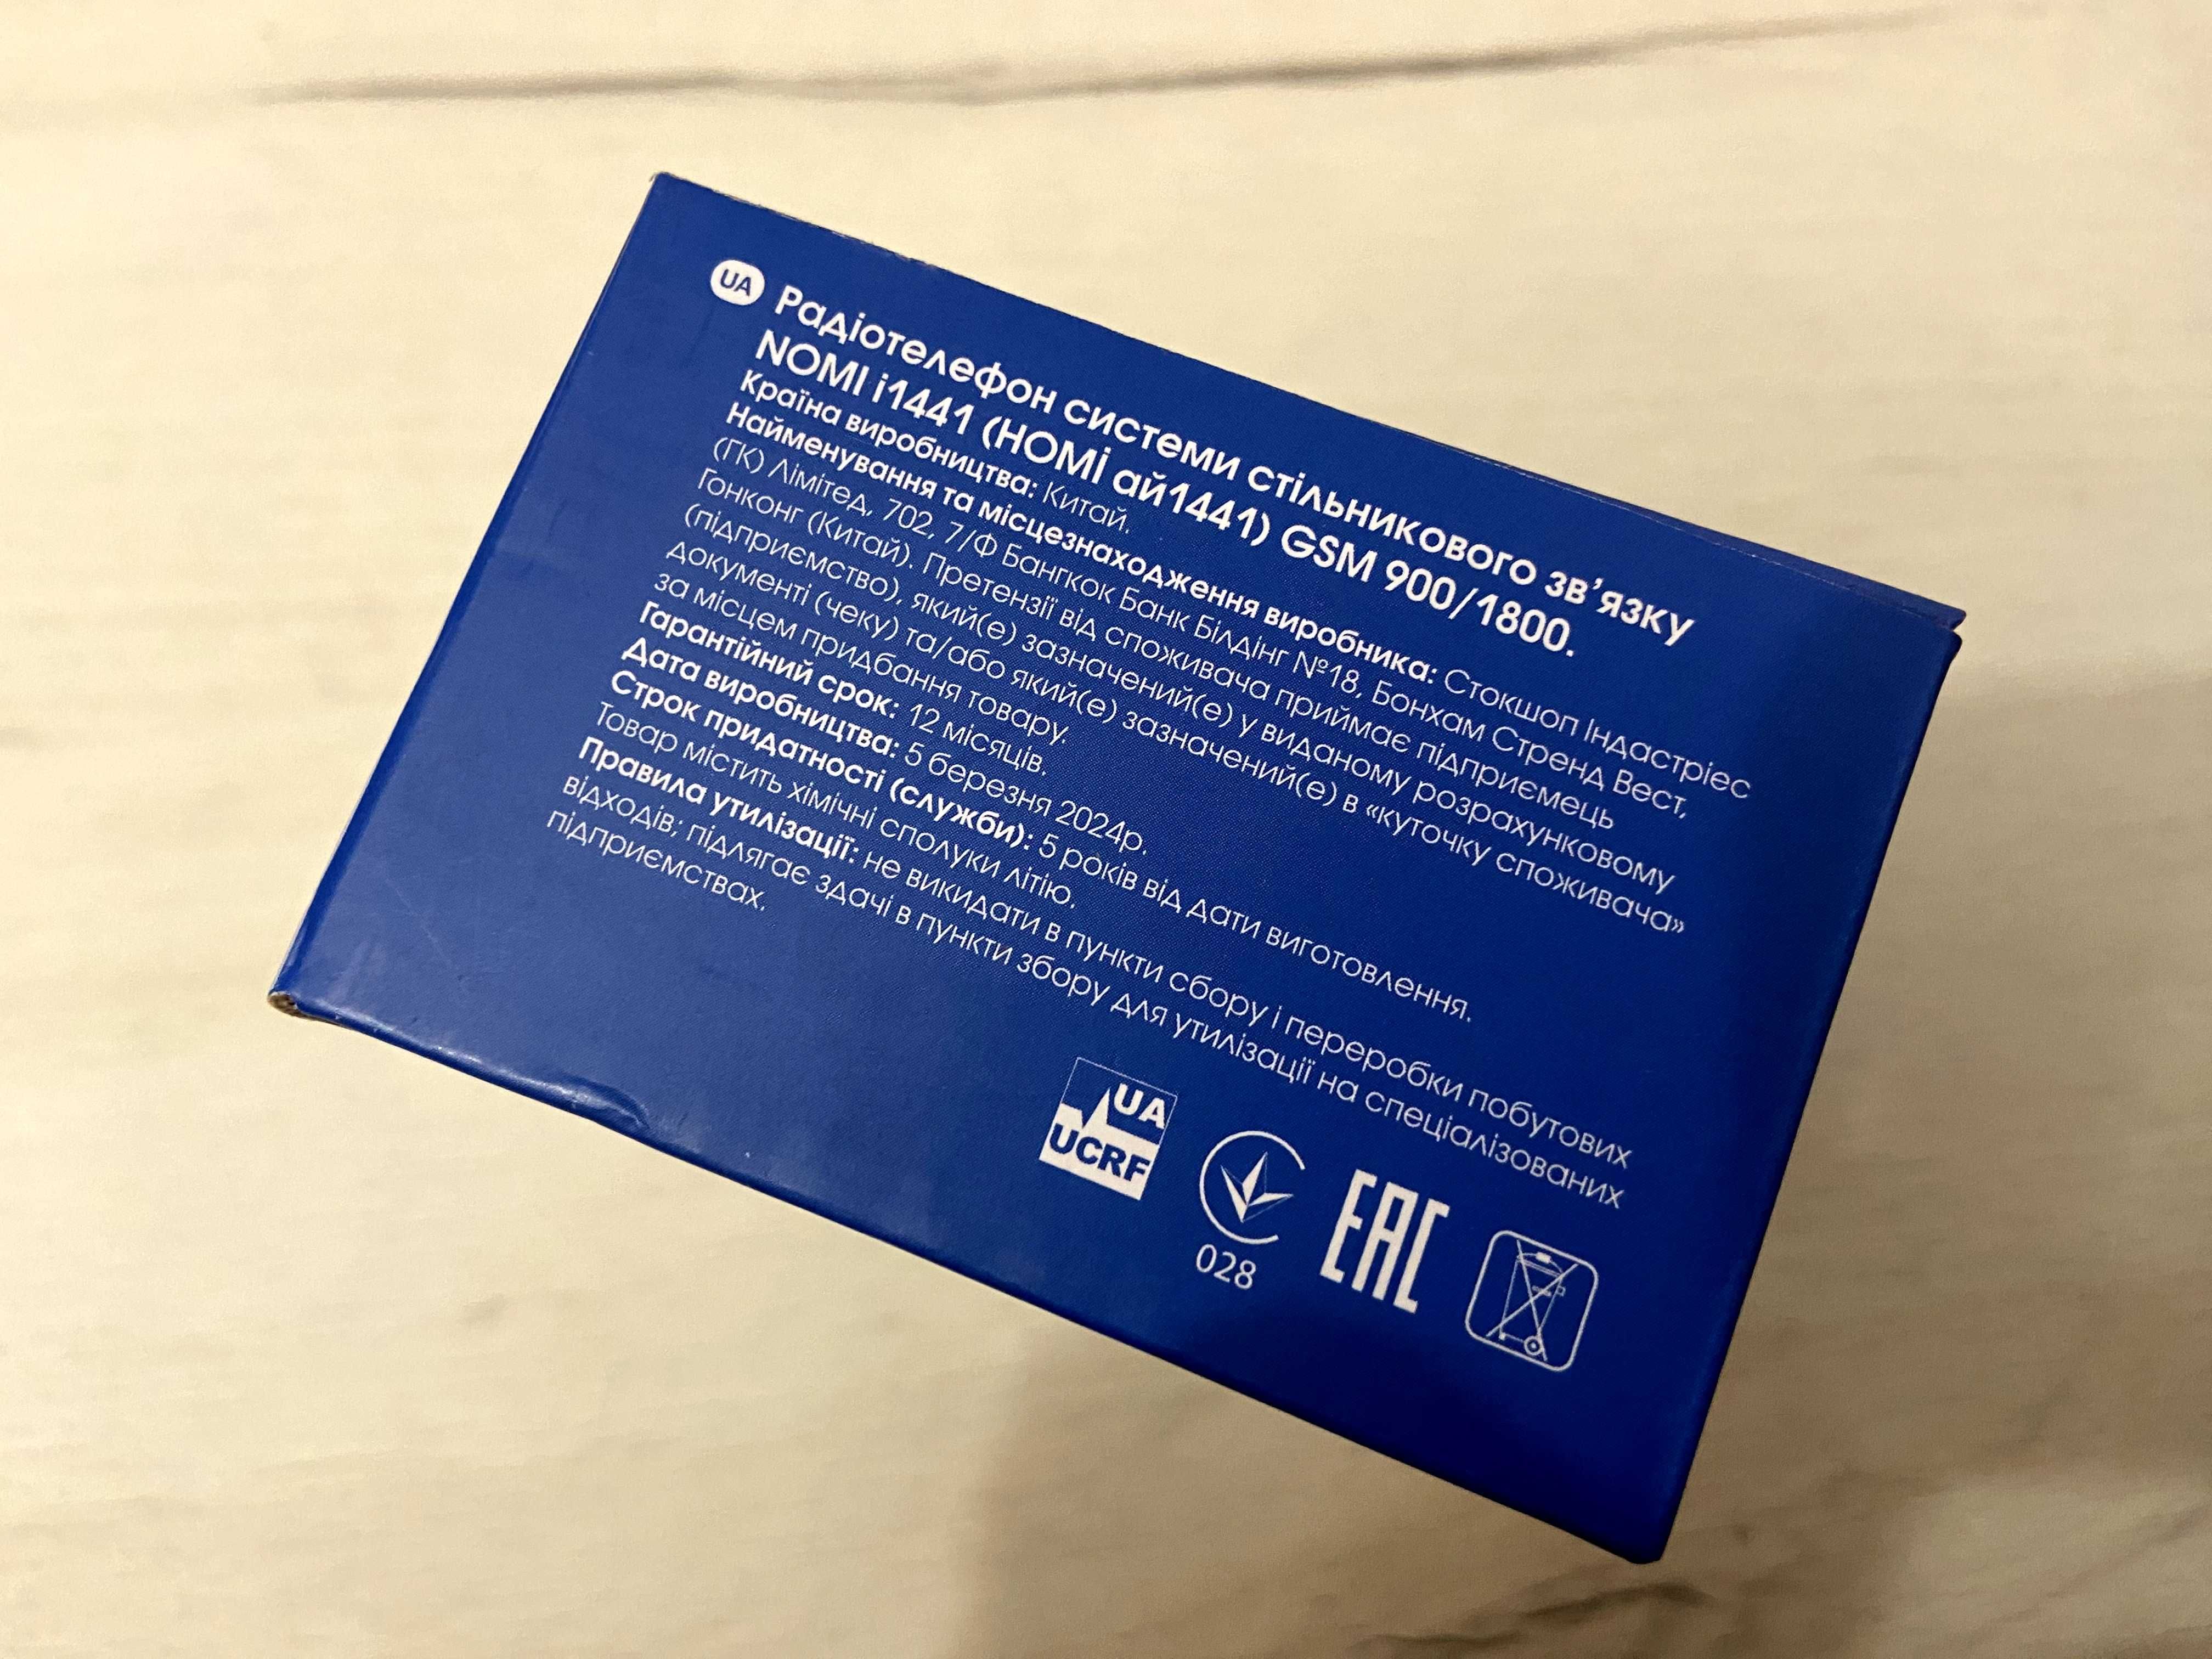 UA Радіотелефон системи стільникового зв'язку
NOMI i1441 (НОМІ ай1441) GSM 900/1800.
Країна виробництва: Китай.
Найменування та місцезнаходження виробника: Стокшоп Індастріес
(ГК) Лімітед, 702, 7/Ф Бангкок Банк Білдінг №18, Бонхам Стренд Вест,
Гонконг (Китай). Претензії від споживача приймає підприємець
(підприємство), який(е) зазначений(е) у виданому розрахунковому
документі (чеку) та/або який(е) зазначений(е) в «куточку споживача»
за місцем придбання товару.
Гарантійний срок: 12 місяців.
Дата виробництва: 5 березня 2024р.
Строк придатності (служби): 5 років від дати виготовлення.
Товар містить хімічні сполуки літію.
Правила утилізації: не викидати в пункти сбору і переробки побутових
відходів; підлягає здачі в пункти збору для утилізації на спеціалізованих
підприємствах.
UA
UCRF
028
EAC